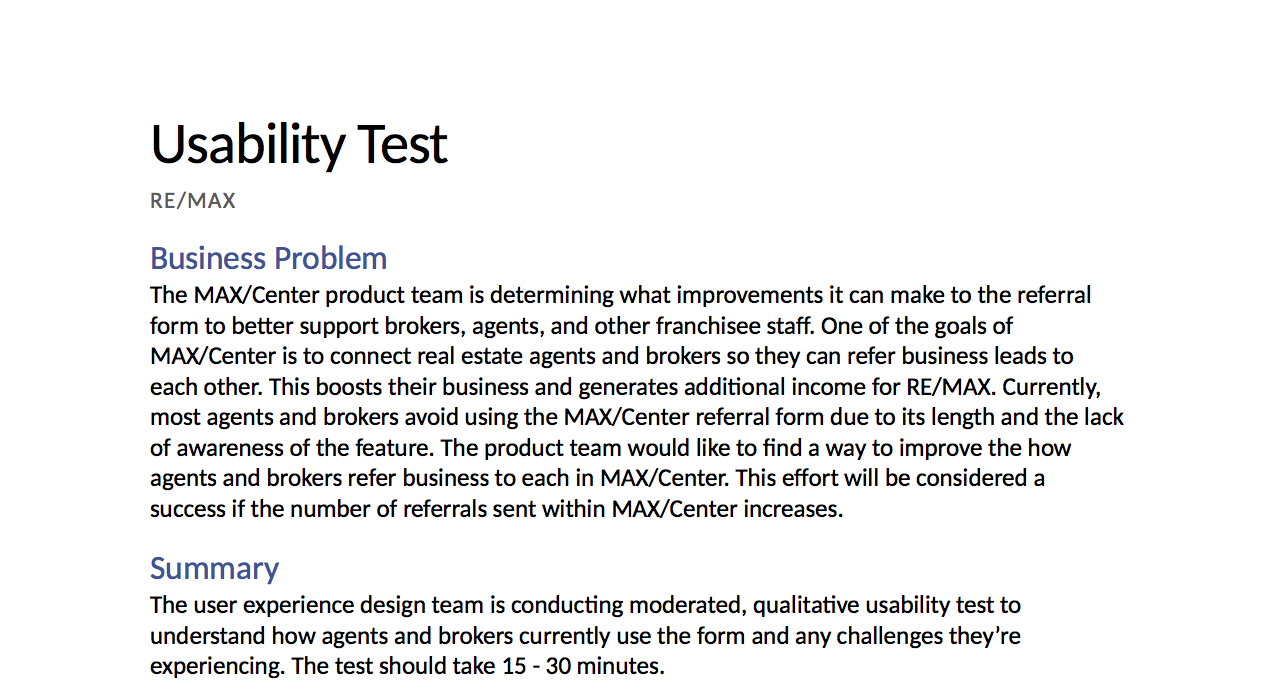 Usability Test
RE/MAX
Business Problem
The MAX/Center product team is determining what improvements it can make to the referral
form to better support brokers, agents, and other franchisee staff. One of the goals of
MAX/Center is to connect real estate agents and brokers so they can refer business leads to
each other. This boosts their business and generates additional income for RE/MAX. Currently,
most agents and brokers avoid using the MAX/Center referral form due to its length and the lack
of awareness of the feature. The product team would like to find a way to improve the how
agents and brokers refer business to each in MAX/Center. This effort will be considered a
success if the number of referrals sent within MAX/Center increases.
Summary
The user experience design team is conducting moderated, qualitative usability test to
understand how agents and brokers currently use the form and any challenges they’re
experiencing. The test should take 15 - 30 minutes.